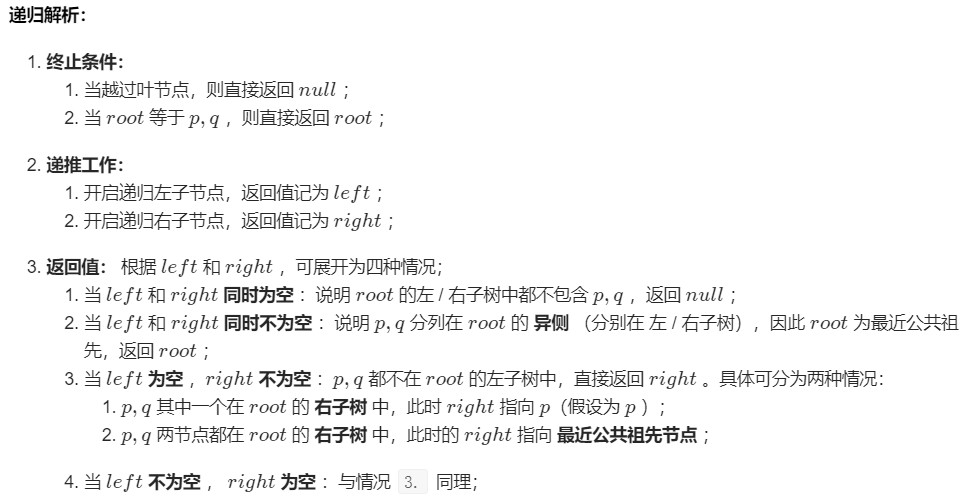 递归解析：
1. 终止条件：
1. 当越过叶节点，则直接返回 null ；
2. 当 root 等于 p, q ，则直接返回 root ；
2. 递推工作：
1. 开启递归左子节点，返回值记为 left ；
2. 开启递归右子节点，返回值记为 right ；
3. 返回值： 根据 left 和 right ，可展开为四种情况；
1. 当 left 和 right 同时为空 ：说明 root 的左 / 右子树中都不包含 p, q ，返回 null ；
2. 当 left 和 right 同时不为空 ：说明 p, q 分列在 root 的 异侧 （分别在 左 / 右子树），因此 root 为最近公共祖
先，返回 root ；
3. 当 left 为空 ，right 不为空 ：p, q 都不在 root 的左子树中，直接返回 right 。具体可分为两种情况：
1. p, q 其中一个在 root 的 右子树 中，此时 right 指向 p（假设为 p ）；
2. p, q 两节点都在 root 的 右子树 中，此时的 right 指向 最近公共祖先节点 ；
4. 当 left 不为空 ， right 为空 ：与情况 3. 同理；